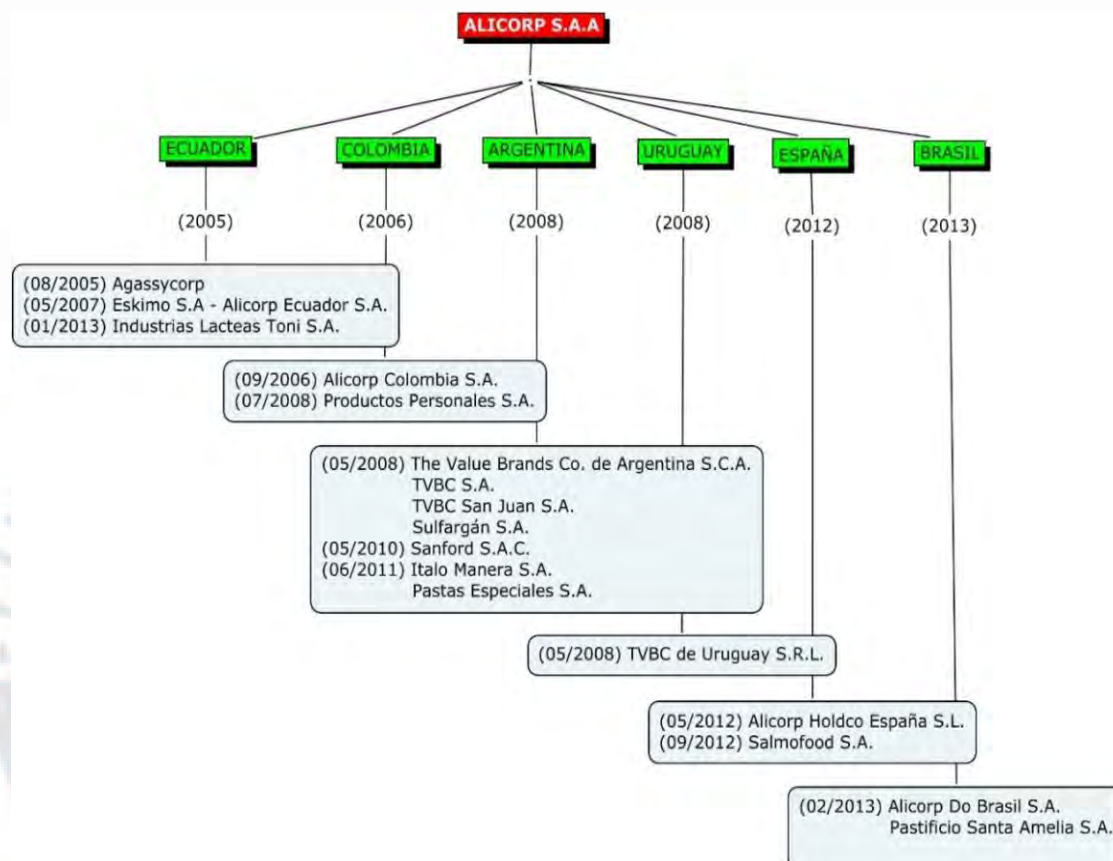 ALICORP S.A.A
ECUADOR
COLOMBIA
ARGENTINA
URUGUAY
ESPAÑA
BRASIL
(2005)
(2006)
(2008)
(2008)
(2012)
(2013)
(08/2005) Agassycorp
(05/2007) Eskimo S.A - Alicorp Ecuador S.A.
(01/2013) Industrias Lacteas Toni S.A.
(09/2006) Alicorp Colombia S.A.
(07/2008) Productos Personales S.A.
(05/2008) The Value Brands Co. de Argentina S.C.A.
TVBC S.A.
TVBC San Juan S.A.
Sulfargán S.A.
(05/2010) Sanford S.A.C.
(06/2011) Italo Manera S.A.
Pastas Especiales S.A.
(05/2008) TVBC de Uruguay S.R.L.
(05/2012) Alicorp Holdco España S.L.
(09/2012) Salmofood S.A.
(02/2013) Alicorp Do Brasil S.A.
Pastificio Santa Amelia S.A.